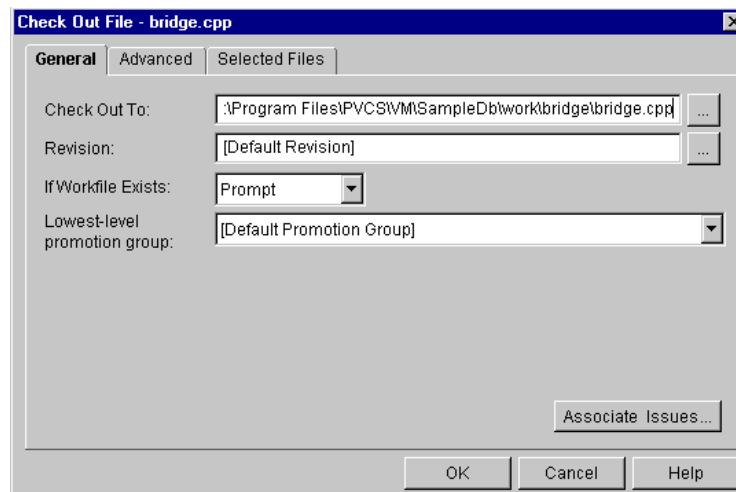 Check Out File - bridge.cpp
General Advanced Selected Files
Check Out To: :\Program Files\PVCS\VM\SampleDb\work\bridge\bridge.cpp ...
Revision: [Default Revision] ...
If Workfile Exists: Prompt
Lowest-level
promotion group: [Default Promotion Group]
Associate Issues...
OK Cancel Help